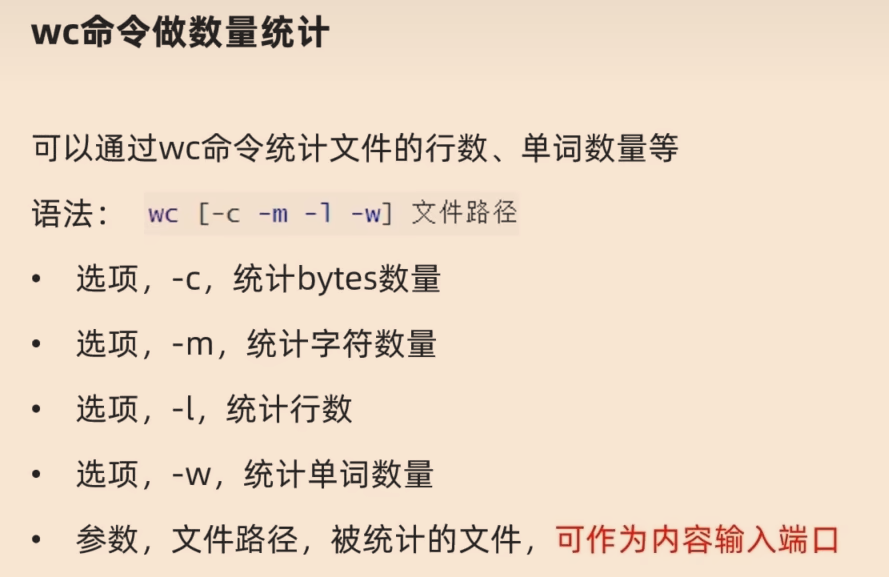 wc命令做数量统计
可以通过wc命令统计文件的行数、单词数量等
语法： wc [-c -m -l -w] 文件路径
• 选项，-c，统计bytes数量
• 选项，-m，统计字符数量
• 选项，-l，统计行数
• 选项，-w，统计单词数量
• 参数，文件路径，被统计的文件，可作为内容输入端口